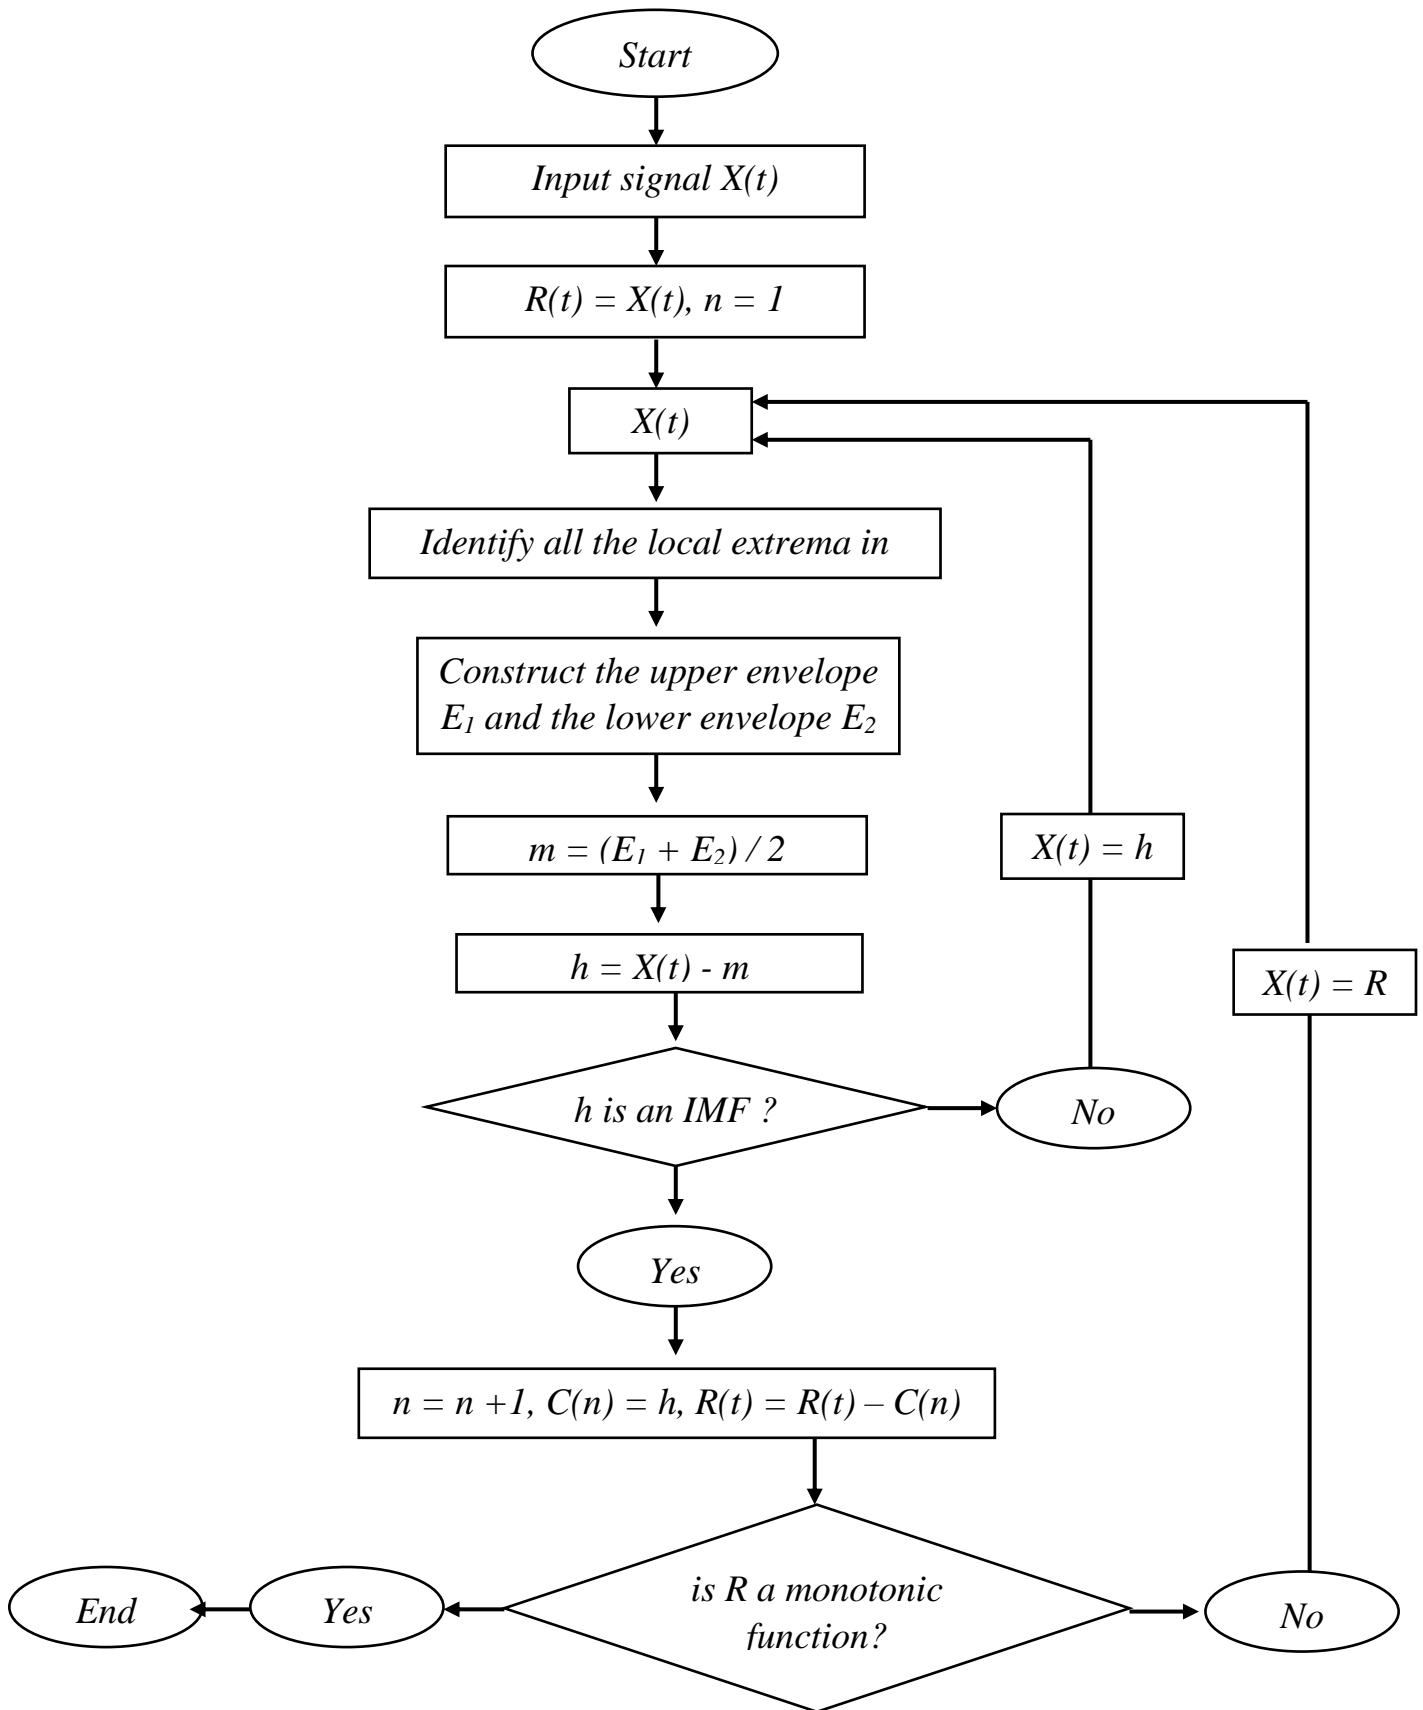 Start
Input signal X(t)
R(t) = X(t), n = 1
X(t)
Identify all the local extrema in
Construct the upper envelope
E₁ and the lower envelope E₂
m = (E₁ + E₂) / 2
X(t) = h
h = X(t) - m
X(t) = R
h is an IMF ?
No
Yes
n = n +1, C(n) = h, R(t) = R(t) – C(n)
is R a monotonic
function?
End
Yes
No